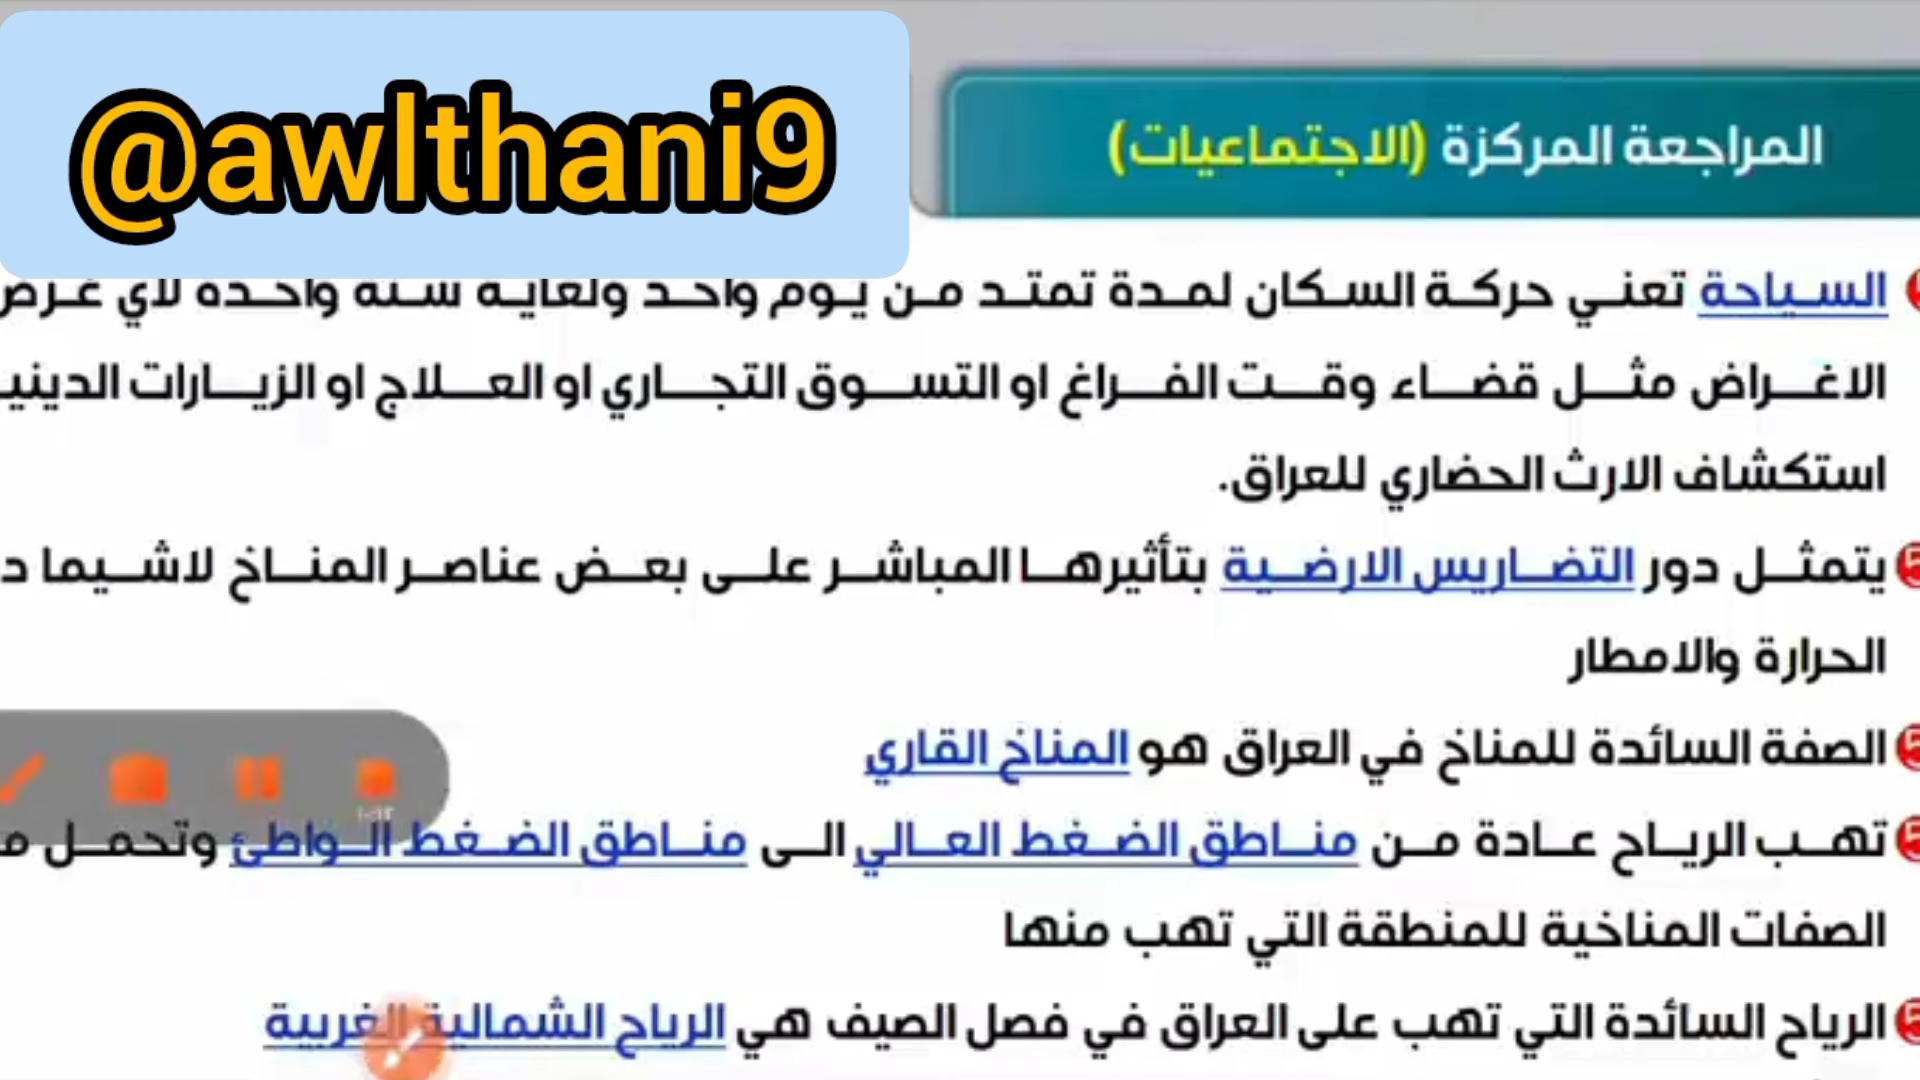 @awlthani9
المراجعة المركزة (الاجتماعيات)
السياحة تعني حركة السكان لمدة تمتد من يوم واحد ولغاية سنة واحدة لأي غرض
الاغراض مثل قضاء وقت الفراغ او التسوق التجاري او العلاج او الزيارات
استكشاف الارث الحضاري للعراق.
يتمثل دور التضاريس الارضية بتأثيرها المباشر على بعض عناصر المناخ لاشيما
الحرارة والامطار
الصفة السائدة للمناخ في العراق هو المناخ القاري
تهب الرياح عادة من مناطق الضغط العالي الى مناطق الضغط الواطئ وتحمل
الصفات المناخية للمنطقة التي تهب منها
الرياح السائدة التي تهب على العراق في فصل الصيف هي الرياح الشمالية الغربية